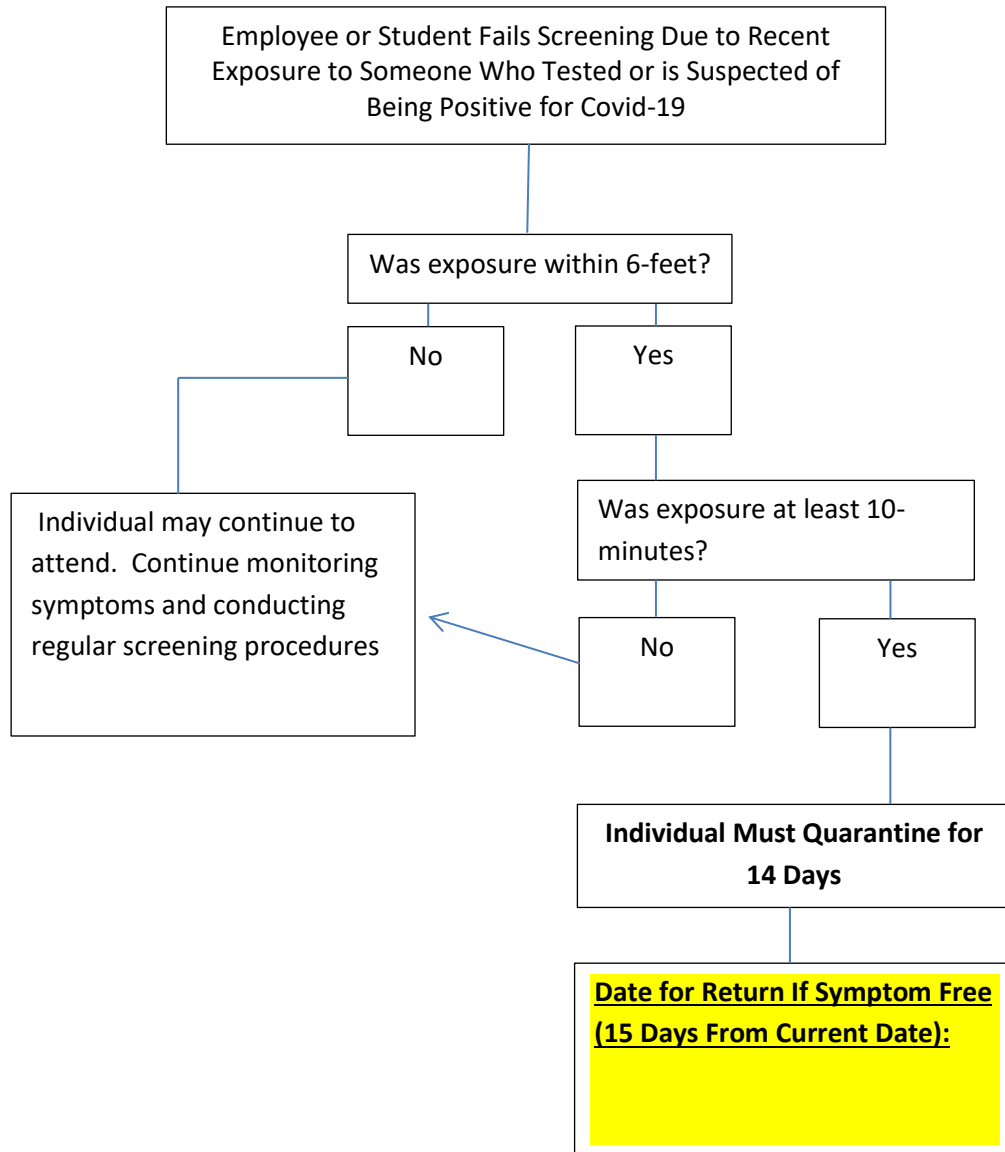 Employee or Student Fails Screening Due to Recent
Exposure to Someone Who Tested or is Suspected of
Being Positive for Covid-19
Was exposure within 6-feet?
No
Yes
Individual may continue to
attend.  Continue monitoring
symptoms and conducting
regular screening procedures
Was exposure at least 10-
minutes?
No
Yes
Individual Must Quarantine for
14 Days
Date for Return If Symptom Free
(15 Days From Current Date):